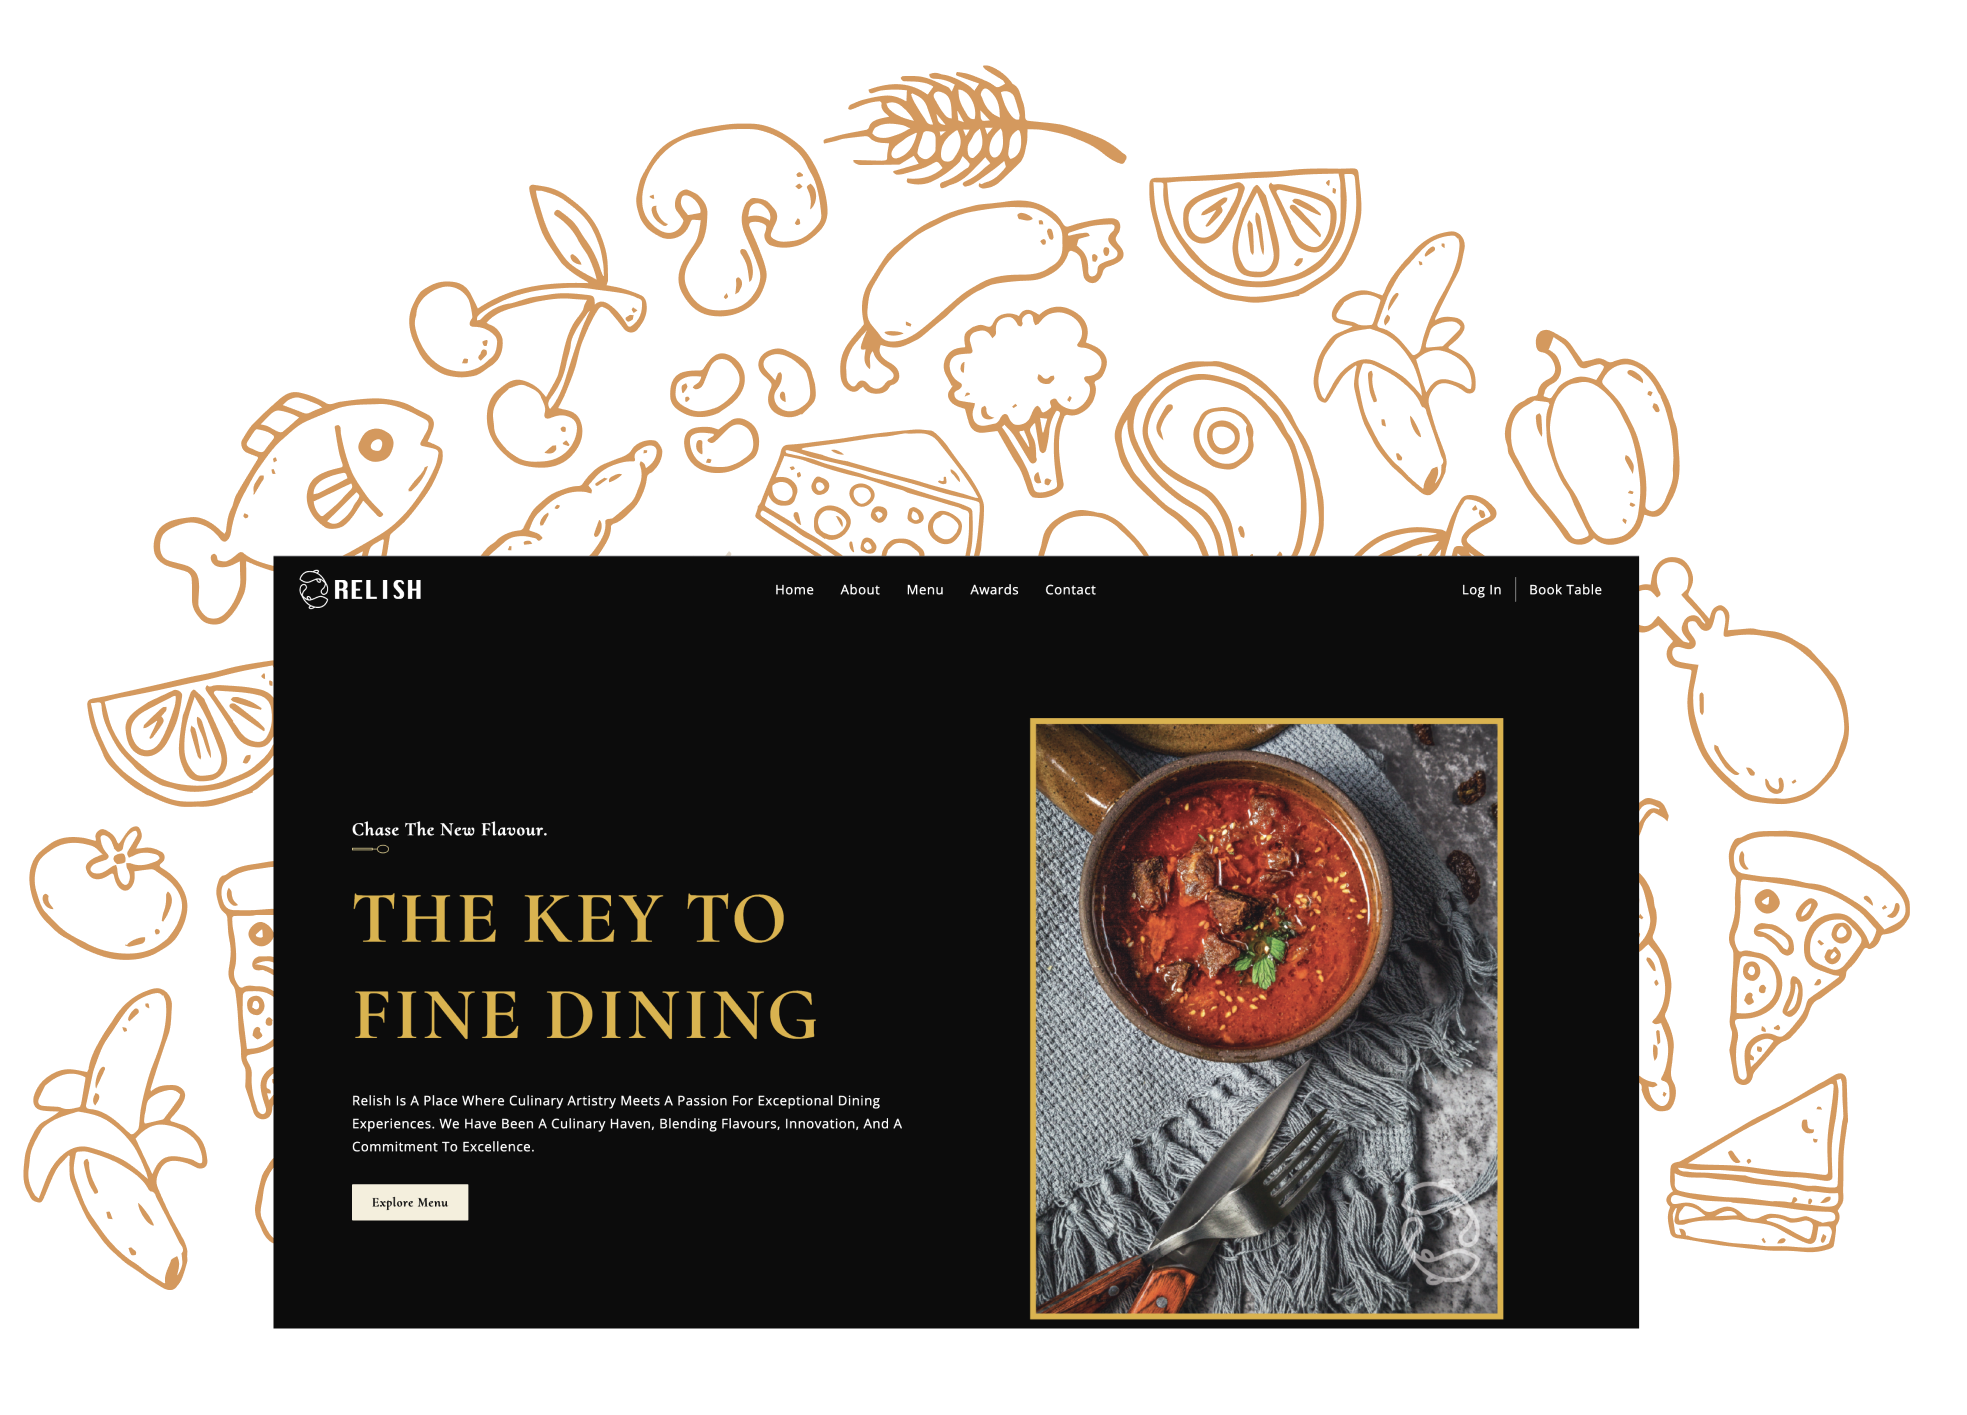 RELISH
Home About Menu Awards Contact
Log In Book Table
Chase The New Flavour.
THE KEY TO
FINE DINING
Relish Is A Place Where Culinary Artistry Meets A Passion For Exceptional Dining
Experiences. We Have Been A Culinary Haven, Blending Flavours, Innovation, And A
Commitment To Excellence.
Explore Menu